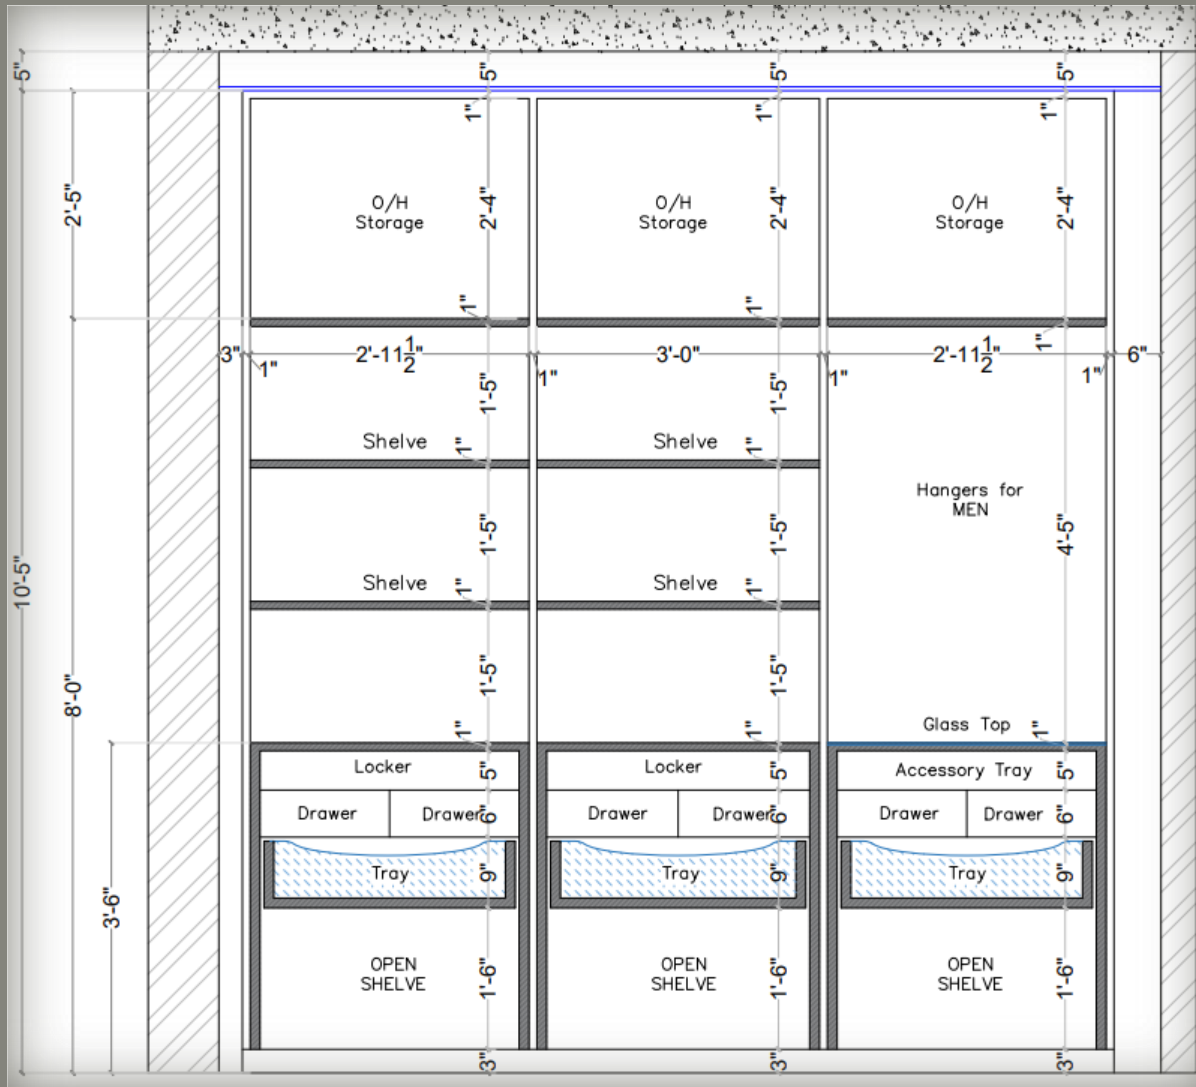 5"
5"
5"
5"
1"
1"
1"
2'-5"
O/H
Storage
2'-4"
O/H
Storage
2'-4"
O/H
Storage
2'-4"
1"
1"
1"
3"
1"
2'-11 1/2"
1"
3'-0"
1"
2'-11 1/2"
1"
6"
1'-5"
1'-5"
Shelve
1"
Shelve
1"
Hangers for
MEN
1'-5"
1'-5"
4'-5"
10'-5"
Shelve
1"
Shelve
1"
8'-0"
1'-5"
1'-5"
1"
1"
Glass Top
1"
Locker
5"
Locker
5"
Accessory Tray
5"
Drawer
Drawer
6"
Drawer
Drawer
6"
Drawer
Drawer
6"
Tray
9"
Tray
9"
Tray
9"
3'-6"
OPEN
SHELVE
1'-6"
OPEN
SHELVE
1'-6"
OPEN
SHELVE
1'-6"
3"
3"
3"